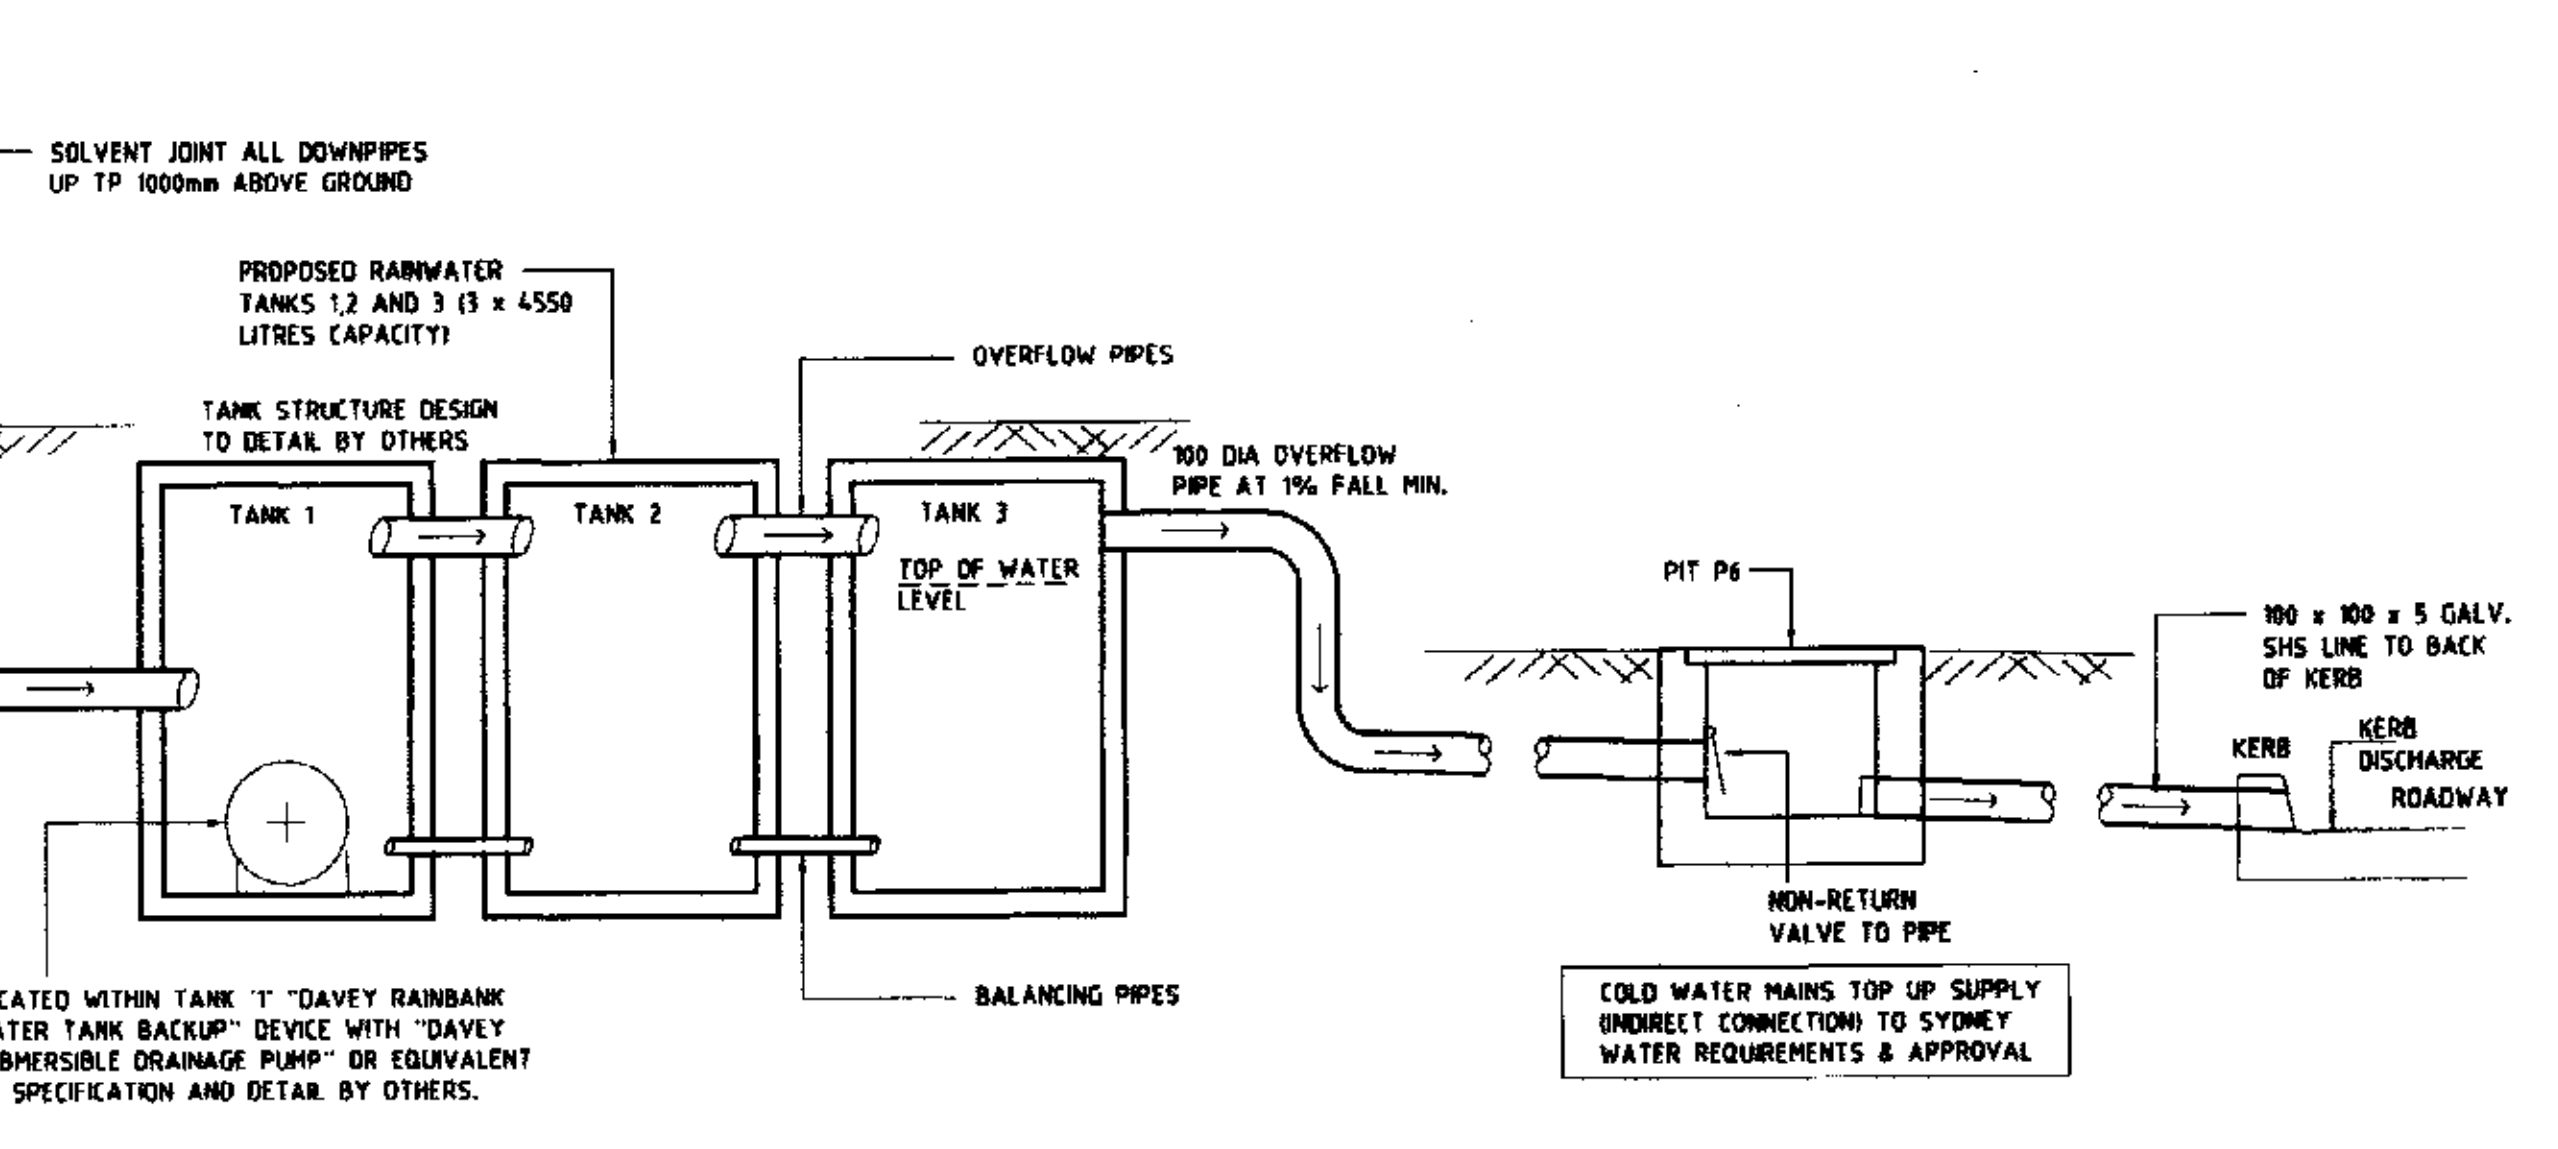 SOLVENT JOINT ALL DOWNPIPES
UP TP 1000mm ABOVE GROUND
PROPOSED RAINWATER
TANKS 1,2 AND 3 (3 x 4550
LITRES CAPACITY)
OVERFLOW PIPES
TANK STRUCTURE DESIGN
TO DETAIL BY OTHERS
100 DIA OVERFLOW
PIPE AT 1% FALL MIN.
TANK 1
TANK 2
TANK 3
TOP OF WATER
LEVEL
PIT P6
100 x 100 x 5 GALV.
SHS LINE TO BACK
OF KERB
KERB
KERB
DISCHARGE
ROADWAY
NON-RETURN
VALVE TO PIPE
BALANCING PIPES
CATED WITHIN TANK '1' "DAVEY RAINBANK
ATER TANK BACKUP" DEVICE WITH "DAVEY
BMERSIBLE DRAINAGE PUMP" OR EQUIVALENT
SPECIFICATION AND DETAIL BY OTHERS.
COLD WATER MAINS TOP UP SUPPLY
(INDIRECT CONNECTION) TO SYDNEY
WATER REQUIREMENTS & APPROVAL